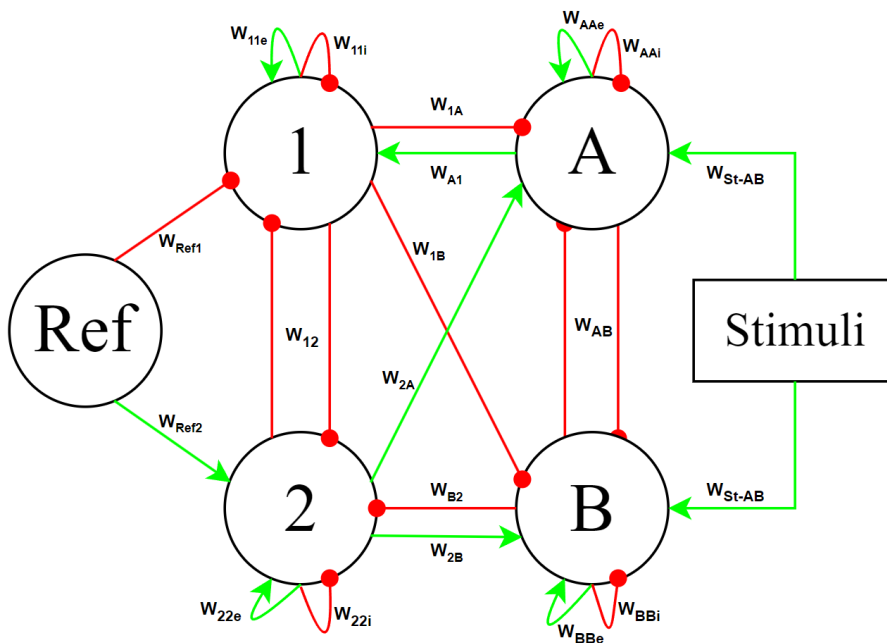 W11e
W11i
WAAe
WAAi
1
W1A
A
WA1
WSt-AB
WRef1
W1B
Ref
W12
WAB
Stimuli
W2A
WRef2
2
WB2
B
WSt-AB
W2B
W22e
W22i
WBBe
WBBi